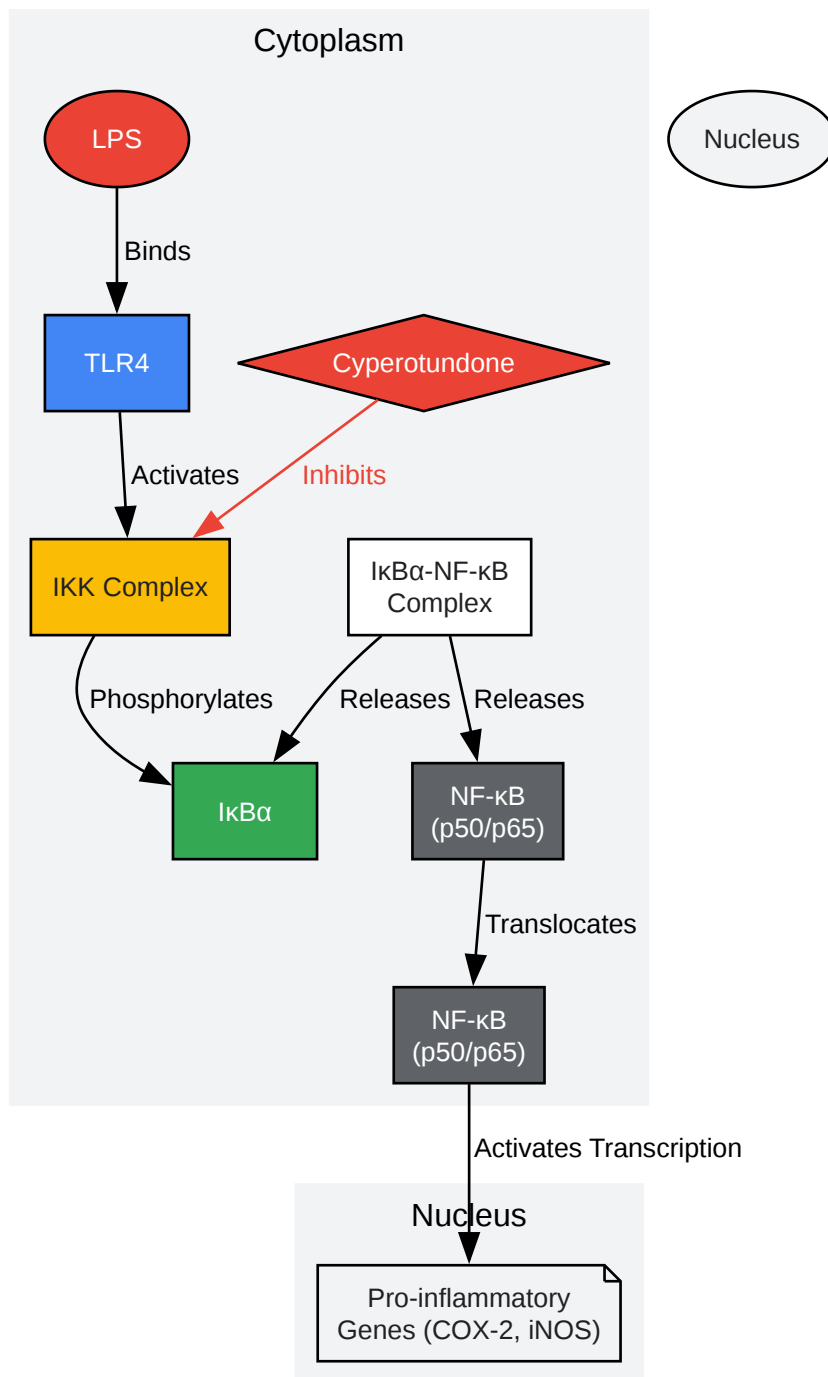 Cytoplasm
LPS
Nucleus
Binds
TLR4
Cyperotundone
Activates
Inhibits
IKK Complex
IκBα-NF-κB
Complex
Phosphorylates
Releases
Releases
IκBα
NF-κB
(p50/p65)
Translocates
NF-κB
(p50/p65)
Activates Transcription
Nucleus
Pro-inflammatory
Genes (COX-2, iNOS)